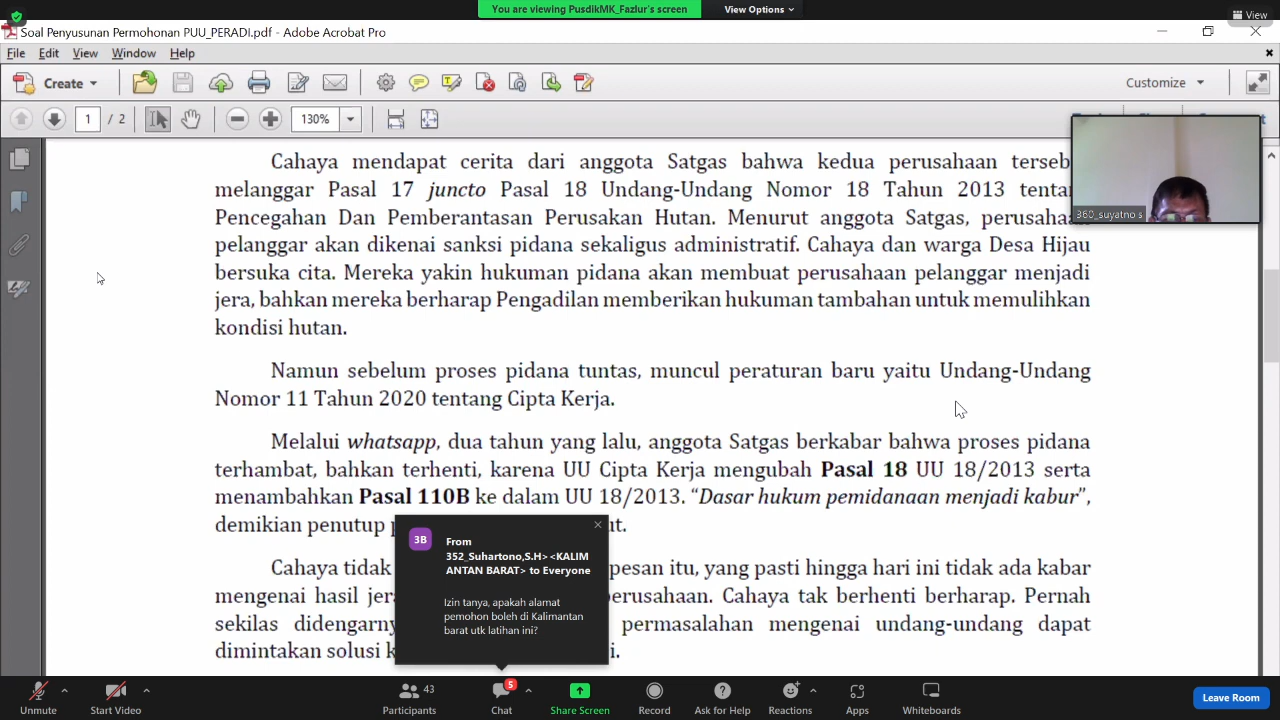 You are viewing PusdikMK_Fazlur's screen
View Options
View
Soal Penyusunan Permohonan PUU_PERADI.pdf - Adobe Acrobat Pro
File Edit View Window Help
Create
Customize
1 / 2
130%
360_suyatno s
Cahaya mendapat cerita dari anggota Satgas bahwa kedua perusahaan terseb
melanggar Pasal 17 juncto Pasal 18 Undang-Undang Nomor 18 Tahun 2013 tentan
Pencegahan Dan Pemberantasan Perusakan Hutan. Menurut anggota Satgas, perusahaa
pelanggar akan dikenai sanksi pidana sekaligus administratif. Cahaya dan warga Desa Hijau
bersuka cita. Mereka yakin hukuman pidana akan membuat perusahaan pelanggar menjadi
jera, bahkan mereka berharap Pengadilan memberikan hukuman tambahan untuk memulihkan
kondisi hutan.
Namun sebelum proses pidana tuntas, muncul peraturan baru yaitu Undang-Undang
Nomor 11 Tahun 2020 tentang Cipta Kerja.
Melalui whatsapp, dua tahun yang lalu, anggota Satgas berkabar bahwa proses pidana
terhambat, bahkan terhenti, karena UU Cipta Kerja mengubah Pasal 18 UU 18/2013 serta
menambahkan Pasal 110B ke dalam UU 18/2013. “Dasar hukum pemidanaan menjadi kabur”,
demikian penutup p ut.
Cahaya tidak pesan itu, yang pasti hingga hari ini tidak ada kabar
mengenai hasil jer erusahaan. Cahaya tak berhenti berharap. Pernah
sekilas didengarny permasalahan mengenai undang-undang dapat
dimintakan solusi k i.
3B
From
352_Suhartono,S.H><KALIM
ANTAN BARAT> to Everyone
Izin tanya, apakah alamat
pemohon boleh di Kalimantan
barat utk latihan ini?
Unmute
Start Video
43
Participants
5
Chat
Share Screen
Record
Ask for Help
Reactions
Apps
Whiteboards
Leave Room